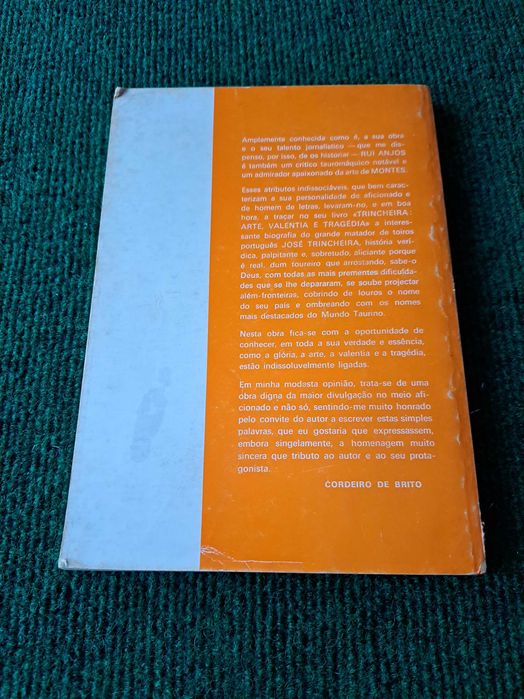 Amplamente conhecida como é, a sua obra
e o seu talento jornalístico — que me dis-
penso, por isso, de os historiar — RUI ANJOS
é também um crítico tauromáquico notável e
um admirador apaixonado da arte de MONTES.
Esses atributos indissociáveis, que bem carac-
terizam a sua personalidade de aficionado e
de homem de letras, levaram-no, e em boa
hora, a traçar no seu livro «TRINCHEIRA:
ARTE, VALENTIA E TRAGÉDIA» a interes-
sante biografia do grande matador de toiros
português JOSÉ TRINCHEIRA, história verí-
dica, palpitante e, sobretudo, aliciante porque
é real, dum toureiro que arrostando, sabe-o
Deus, com todas as mais prementes dificulda-
des que se lhe depararam, se soube projectar
além-fronteiras, cobrindo de louros o nome
do seu país e ombreando com os nomes
mais destacados do Mundo Taurino.
Nesta obra fica-se com a oportunidade de
conhecer, em toda a sua verdade e essência,
como a glória, a arte, a valentia e a tragédia,
estão indissoluvelmente ligadas.
Em minha modesta opinião, trata-se de uma
obra digna da maior divulgação no meio afi-
cionado e não só, sentindo-me muito honrado
pelo convite do autor a escrever estas simples
palavras, que eu gostaria que expressassem,
embora singelamente, a homenagem muito
sincera que tributo ao autor e ao seu prota-
gonista.
CORDEIRO DE BRITO